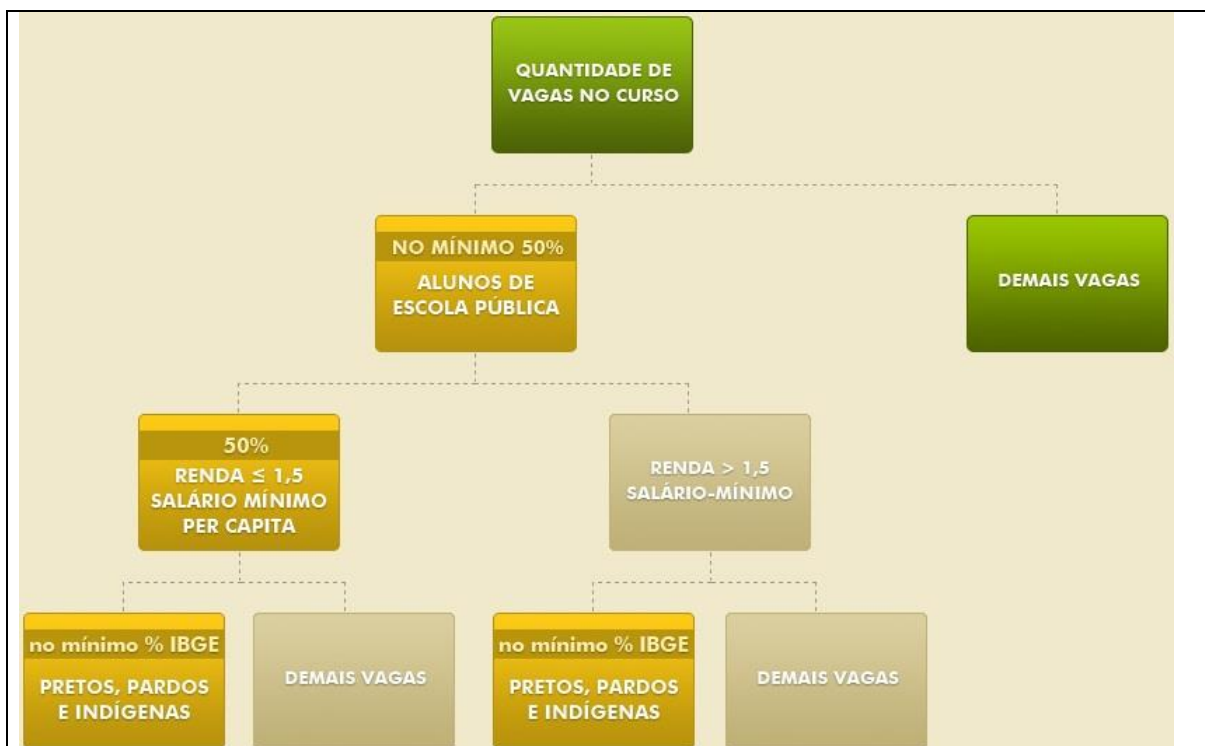 QUANTIDADE DE
VAGAS NO CURSO
NO MÍNIMO 50%
ALUNOS DE
ESCOLA PÚBLICA
DEMAIS VAGAS
50%
RENDA ≤ 1,5
SALÁRIO MÍNIMO
PER CAPITA
RENDA > 1,5
SALÁRIO-MÍNIMO
no mínimo % IBGE
PRETOS, PARDOS
E INDÍGENAS
DEMAIS VAGAS
no mínimo % IBGE
PRETOS, PARDOS
E INDÍGENAS
DEMAIS VAGAS